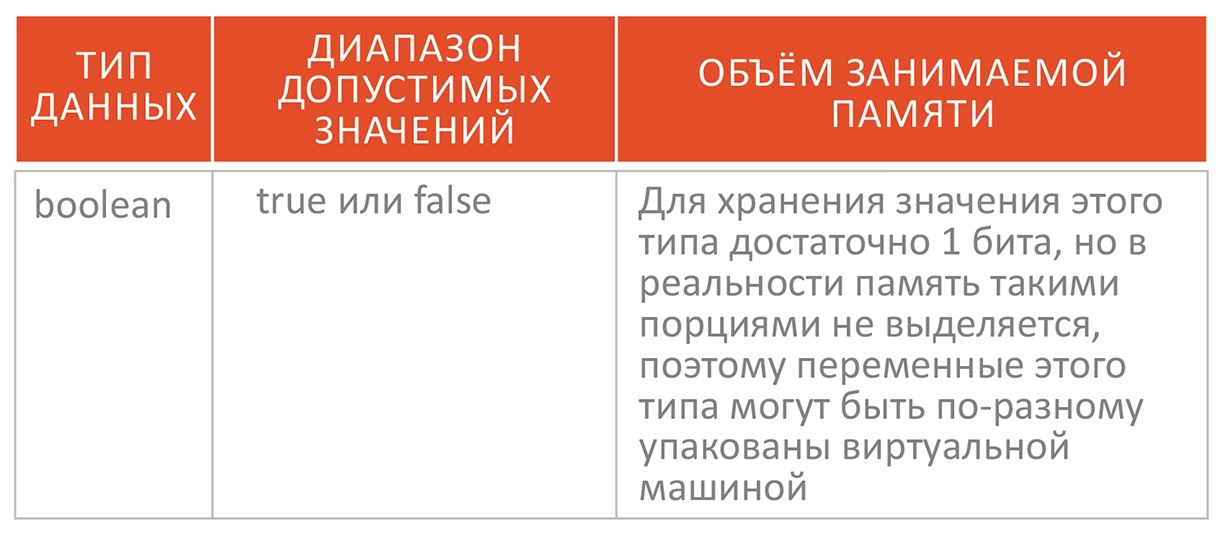 ТИП
ДАННЫХ
ДИАПАЗОН
ДОПУСТИМЫХ
ЗНАЧЕНИЙ
ОБЪЁМ ЗАНИМАЕМОЙ
ПАМЯТИ
boolean
true или false
Для хранения значения этого
типа достаточно 1 бита, но в
реальности память такими
порциями не выделяется,
поэтому переменные этого
типа могут быть по-разному
упакованы виртуальной
машиной